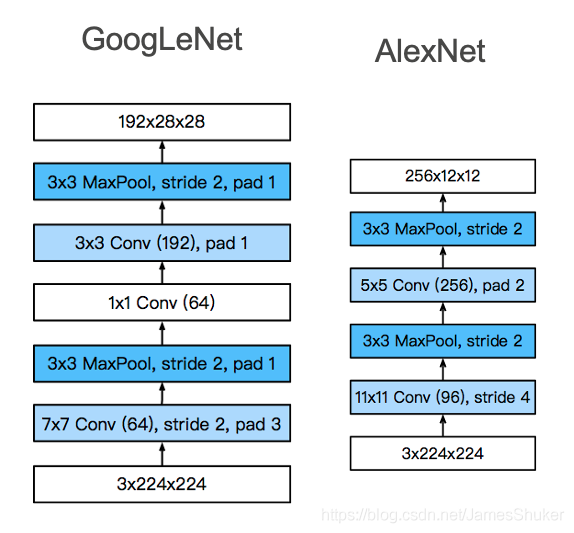 GoogLeNet
192x28x28
3x3 MaxPool, stride 2, pad 1
3x3 Conv (192), pad 1
1x1 Conv (64)
3x3 MaxPool, stride 2, pad 1
7x7 Conv (64), stride 2, pad 3
3x224x224
AlexNet
256x12x12
3x3 MaxPool, stride 2
5x5 Conv (256), pad 2
3x3 MaxPool, stride 2
11x11 Conv (96), stride 4
3x224x224
https://blog.csdn.net/JamesShuker